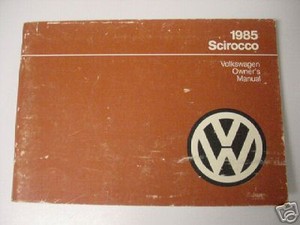 1985
Scirocco
Volkswagen
Owner's
Manual